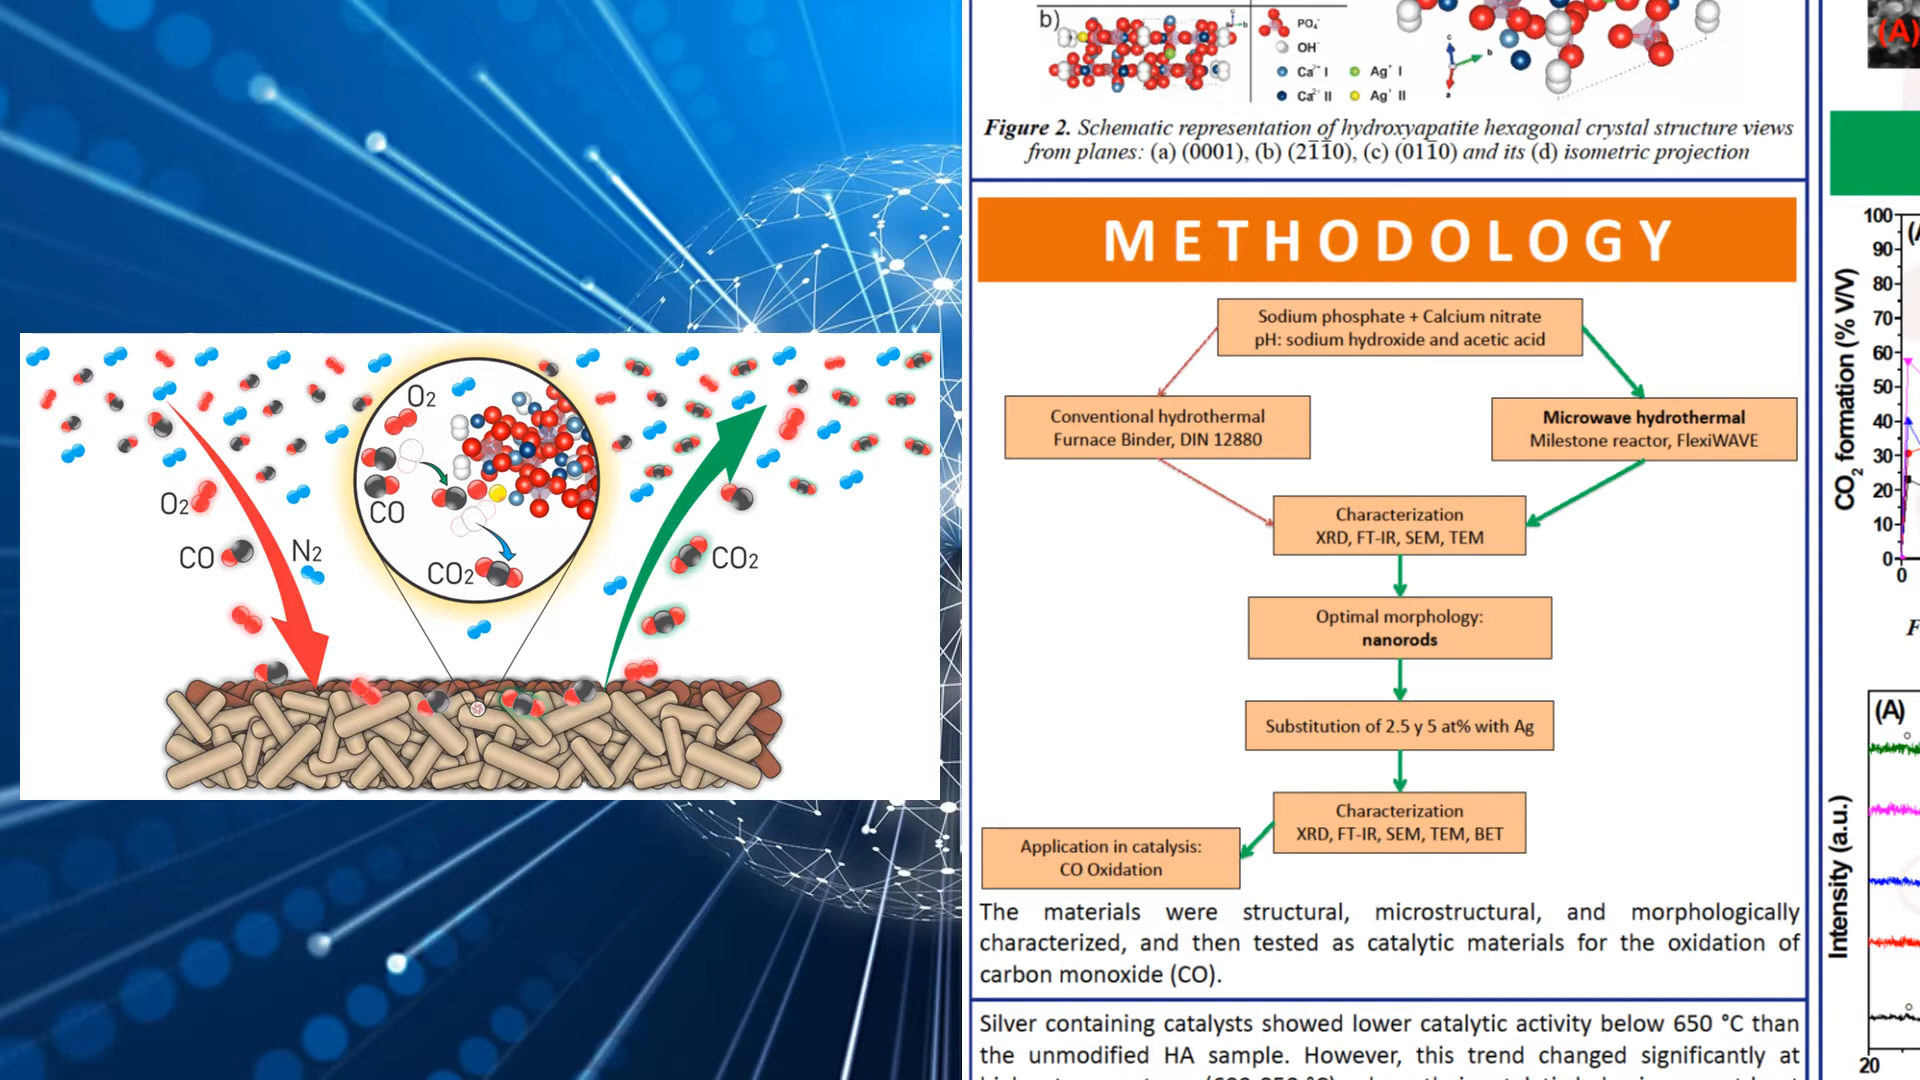 O2
CO
CO2
O2
CO
N2
CO2
b)
c
b
PO4-
OH-
Ca2+ I
Ag+ I
Ca2+ II
Ag+ II
c
b
a
Figure 2. Schematic representation of hydroxyapatite hexagonal crystal structure views
from planes: (a) (0001), (b) (21̅1̅0), (c) (011̅0) and its (d) isometric projection
METHODOLOGY
Sodium phosphate + Calcium nitrate
pH: sodium hydroxide and acetic acid
Conventional hydrothermal
Furnace Binder, DIN 12880
Microwave hydrothermal
Milestone reactor, FlexiWAVE
Characterization
XRD, FT-IR, SEM, TEM
Optimal morphology:
nanorods
Substitution of 2.5 y 5 at% with Ag
Characterization
XRD, FT-IR, SEM, TEM, BET
Application in catalysis:
CO Oxidation
The materials were structural, microstructural, and morphologically
characterized, and then tested as catalytic materials for the oxidation of
carbon monoxide (CO).
Silver containing catalysts showed lower catalytic activity below 650 °C than
the unmodified HA sample. However, this trend changed significantly at
(A)
CO2 formation (% V/V)
100
90
80
70
60
50
40
30
20
10
0
0
(A
F
(A)
Intensity (a.u.)
20